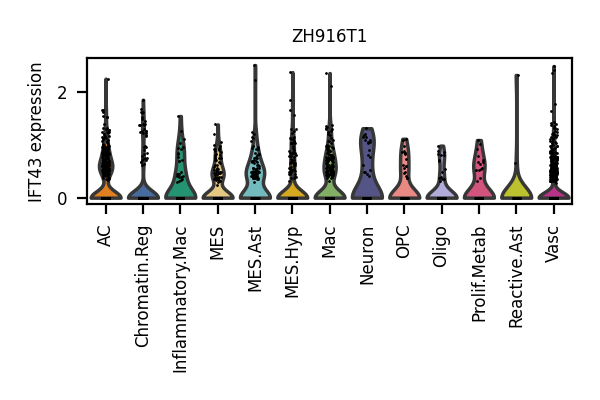 ZH916T1
IFT43 expression
2
0
AC
Chromatin.Reg
Inflammatory.Mac
MES
MES.Ast
MES.Hyp
Mac
Neuron
OPC
Oligo
Prolif.Metab
Reactive.Ast
Vasc